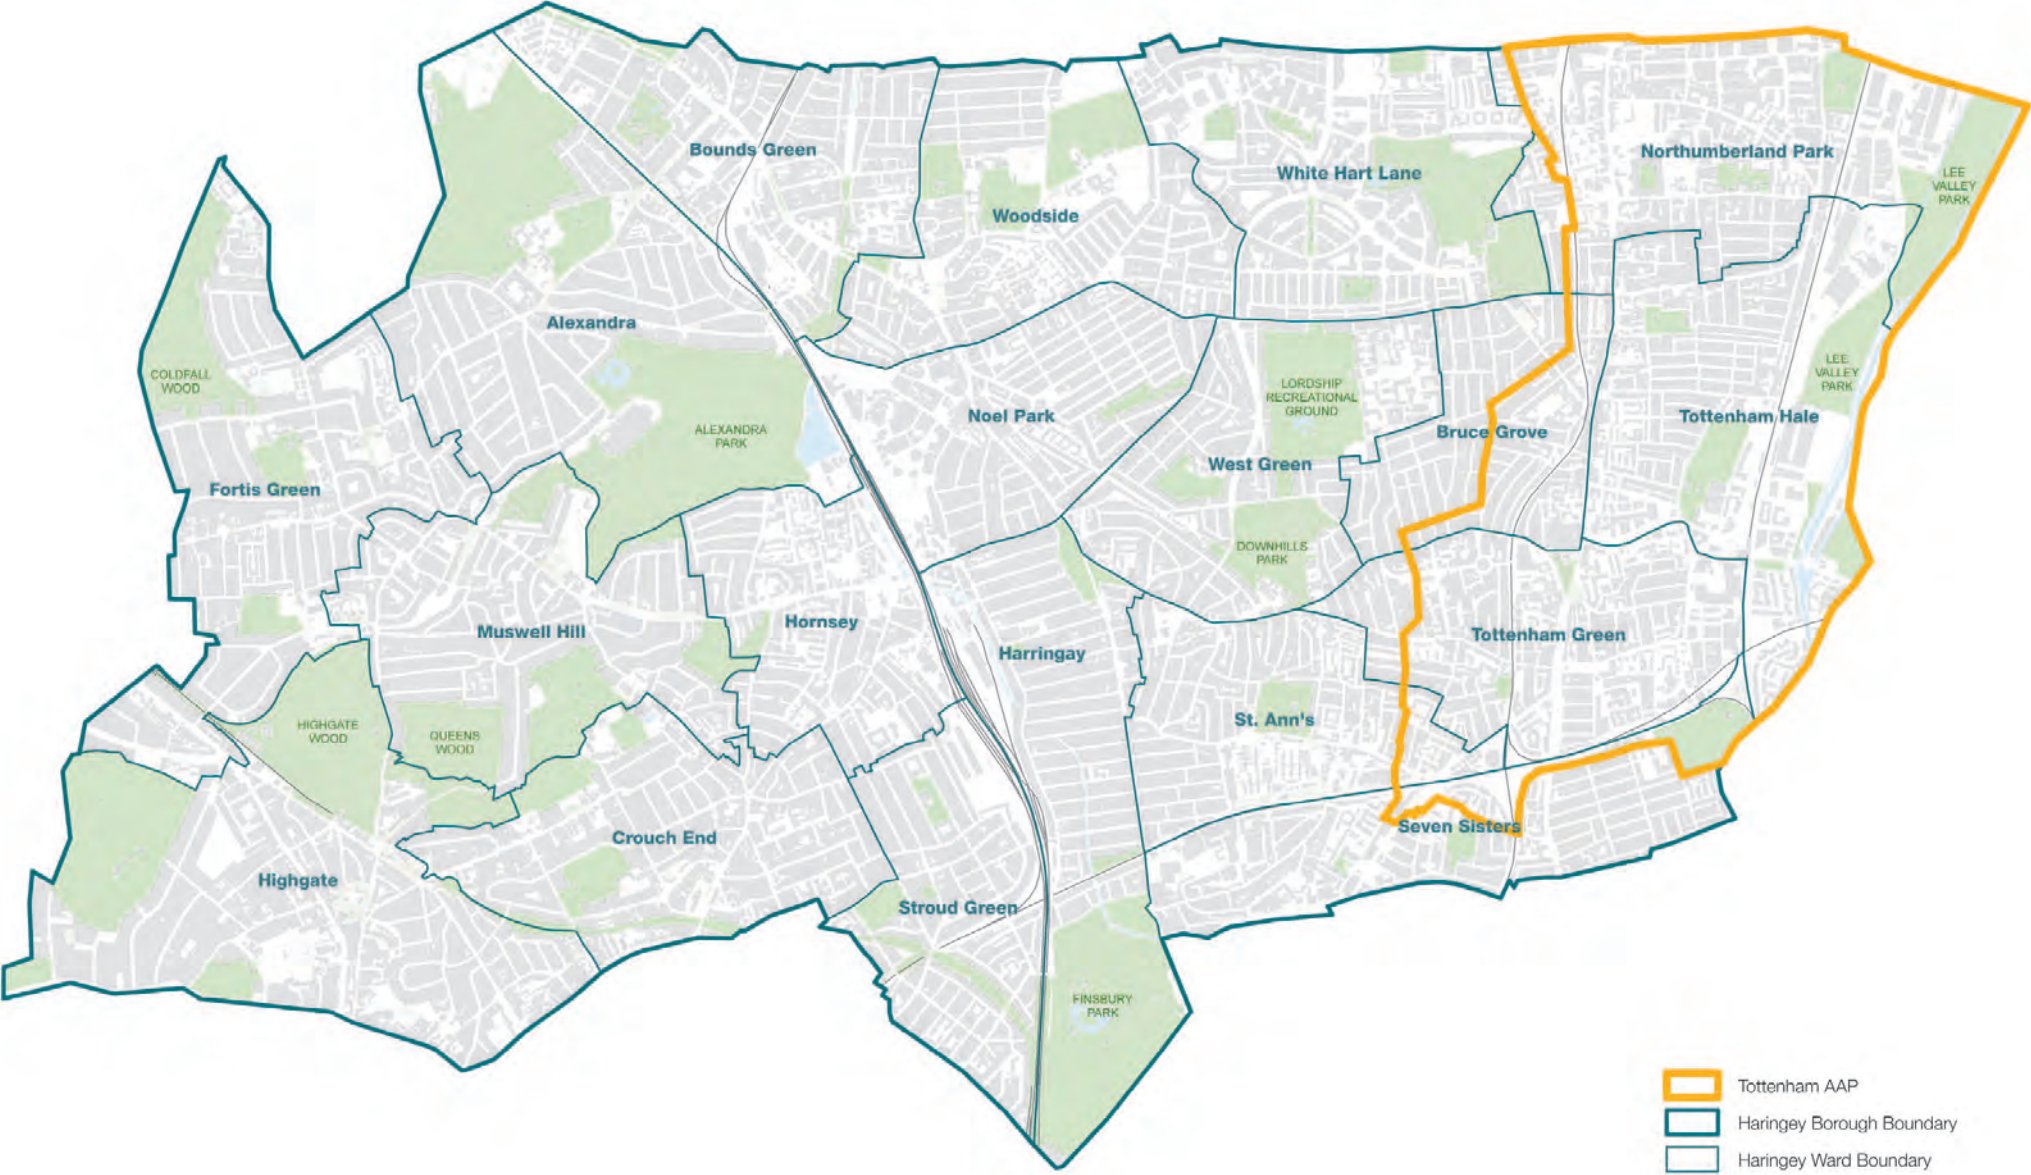 Bounds Green
White Hart Lane
Northumberland Park
LEE
VALLEY
PARK
Woodside
Alexandra
COLDFALL
WOOD
LORDSHIP
RECREATIONAL
GROUND
LEE
VALLEY
PARK
Noel Park
Tottenham Hale
ALEXANDRA
PARK
Bruce Grove
West Green
Fortis Green
DOWNHILLS
PARK
Hornsey
Muswell Hill
Tottenham Green
Harringay
St. Ann's
HIGHGATE
WOOD
QUEENS
WOOD
Seven Sisters
Crouch End
Highgate
Stroud Green
FINSBURY
PARK
Tottenham AAP
Haringey Borough Boundary
Haringey Ward Boundary